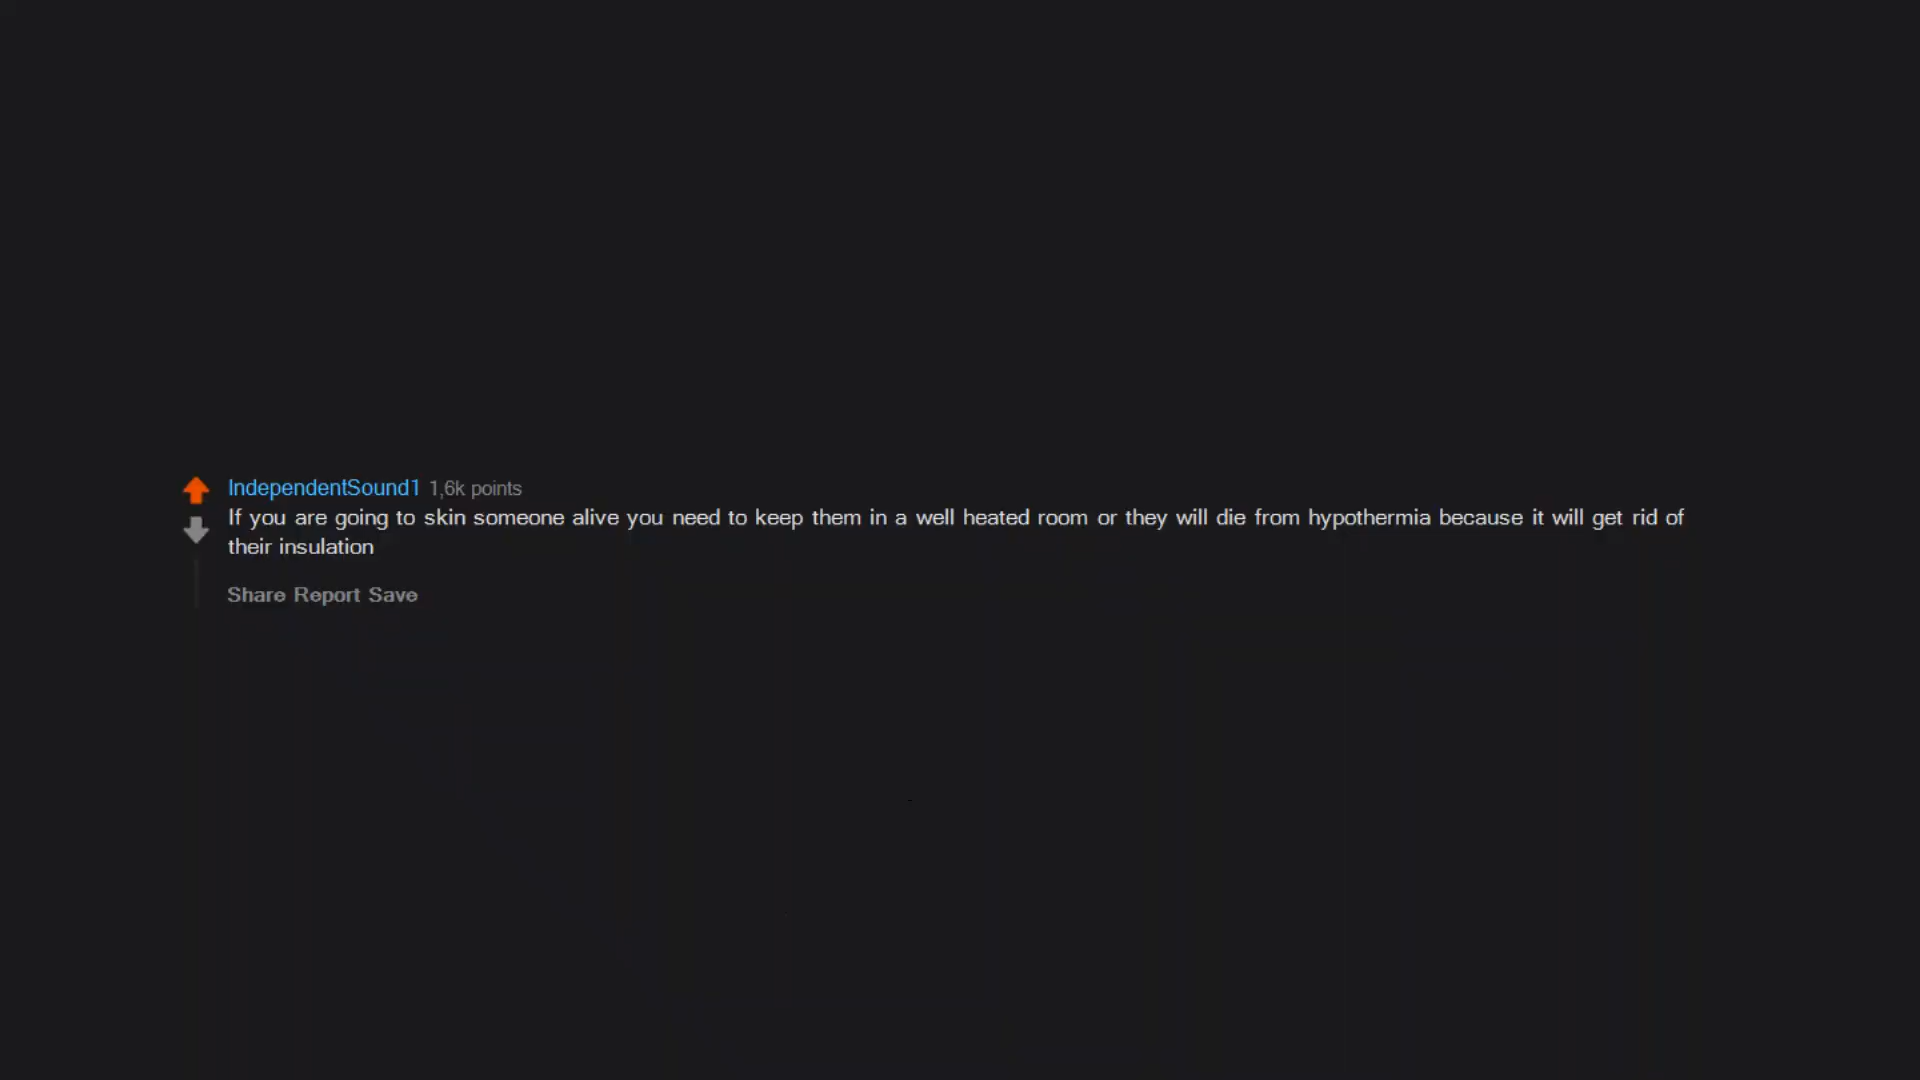 IndependentSound1 1,6k points
If you are going to skin someone alive you need to keep them in a well heated room or they will die from hypothermia because it will get rid of
their insulation
Share Report Save